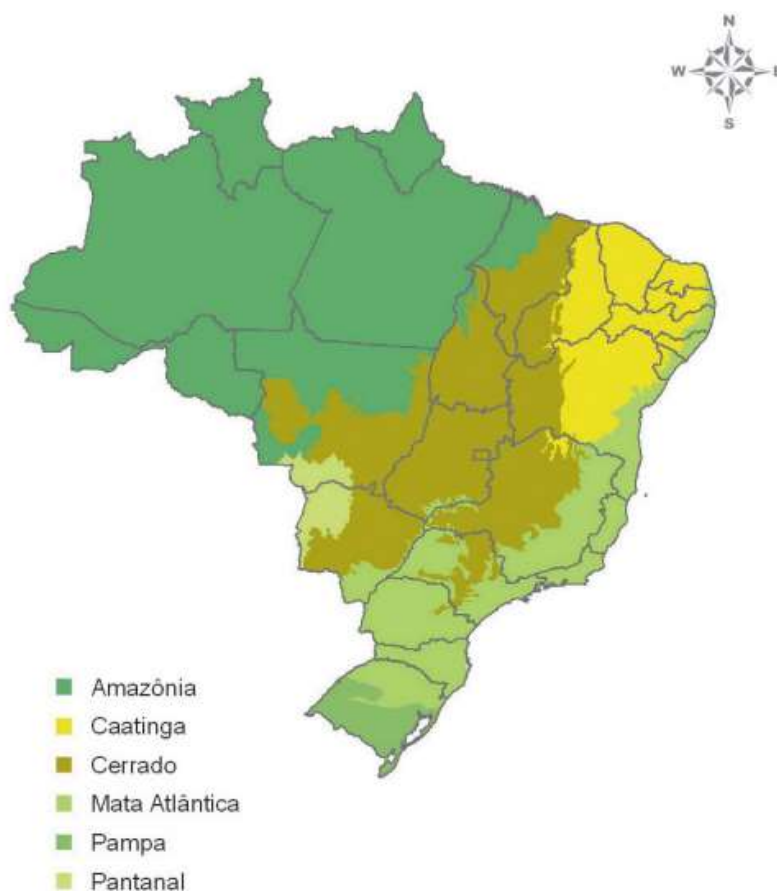 N
W
E
S
Amazônia
Caatinga
Cerrado
Mata Atlântica
Pampa
Pantanal